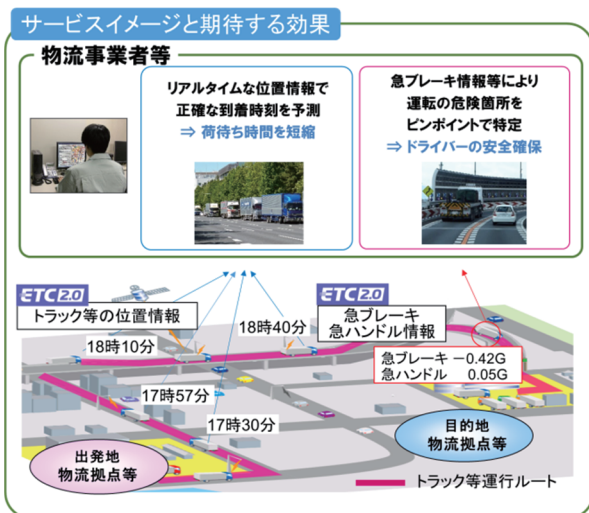 サービスイメージと期待する効果
物流事業者等
リアルタイムな位置情報で
正確な到着時刻を予測
⇒ 荷待ち時間を短縮
急ブレーキ情報等により
運転の危険箇所を
ピンポイントで特定
⇒ドライバーの安全確保
ETC2.0
トラック等の位置情報
ETC2.0
急ブレーキ
急ハンドル情報
18時10分
18時40分
急ブレーキ －0.42G
急ハンドル 0.05G
17時57分
17時30分
出発地
物流拠点等
目的地
物流拠点等
トラック等運行ルート